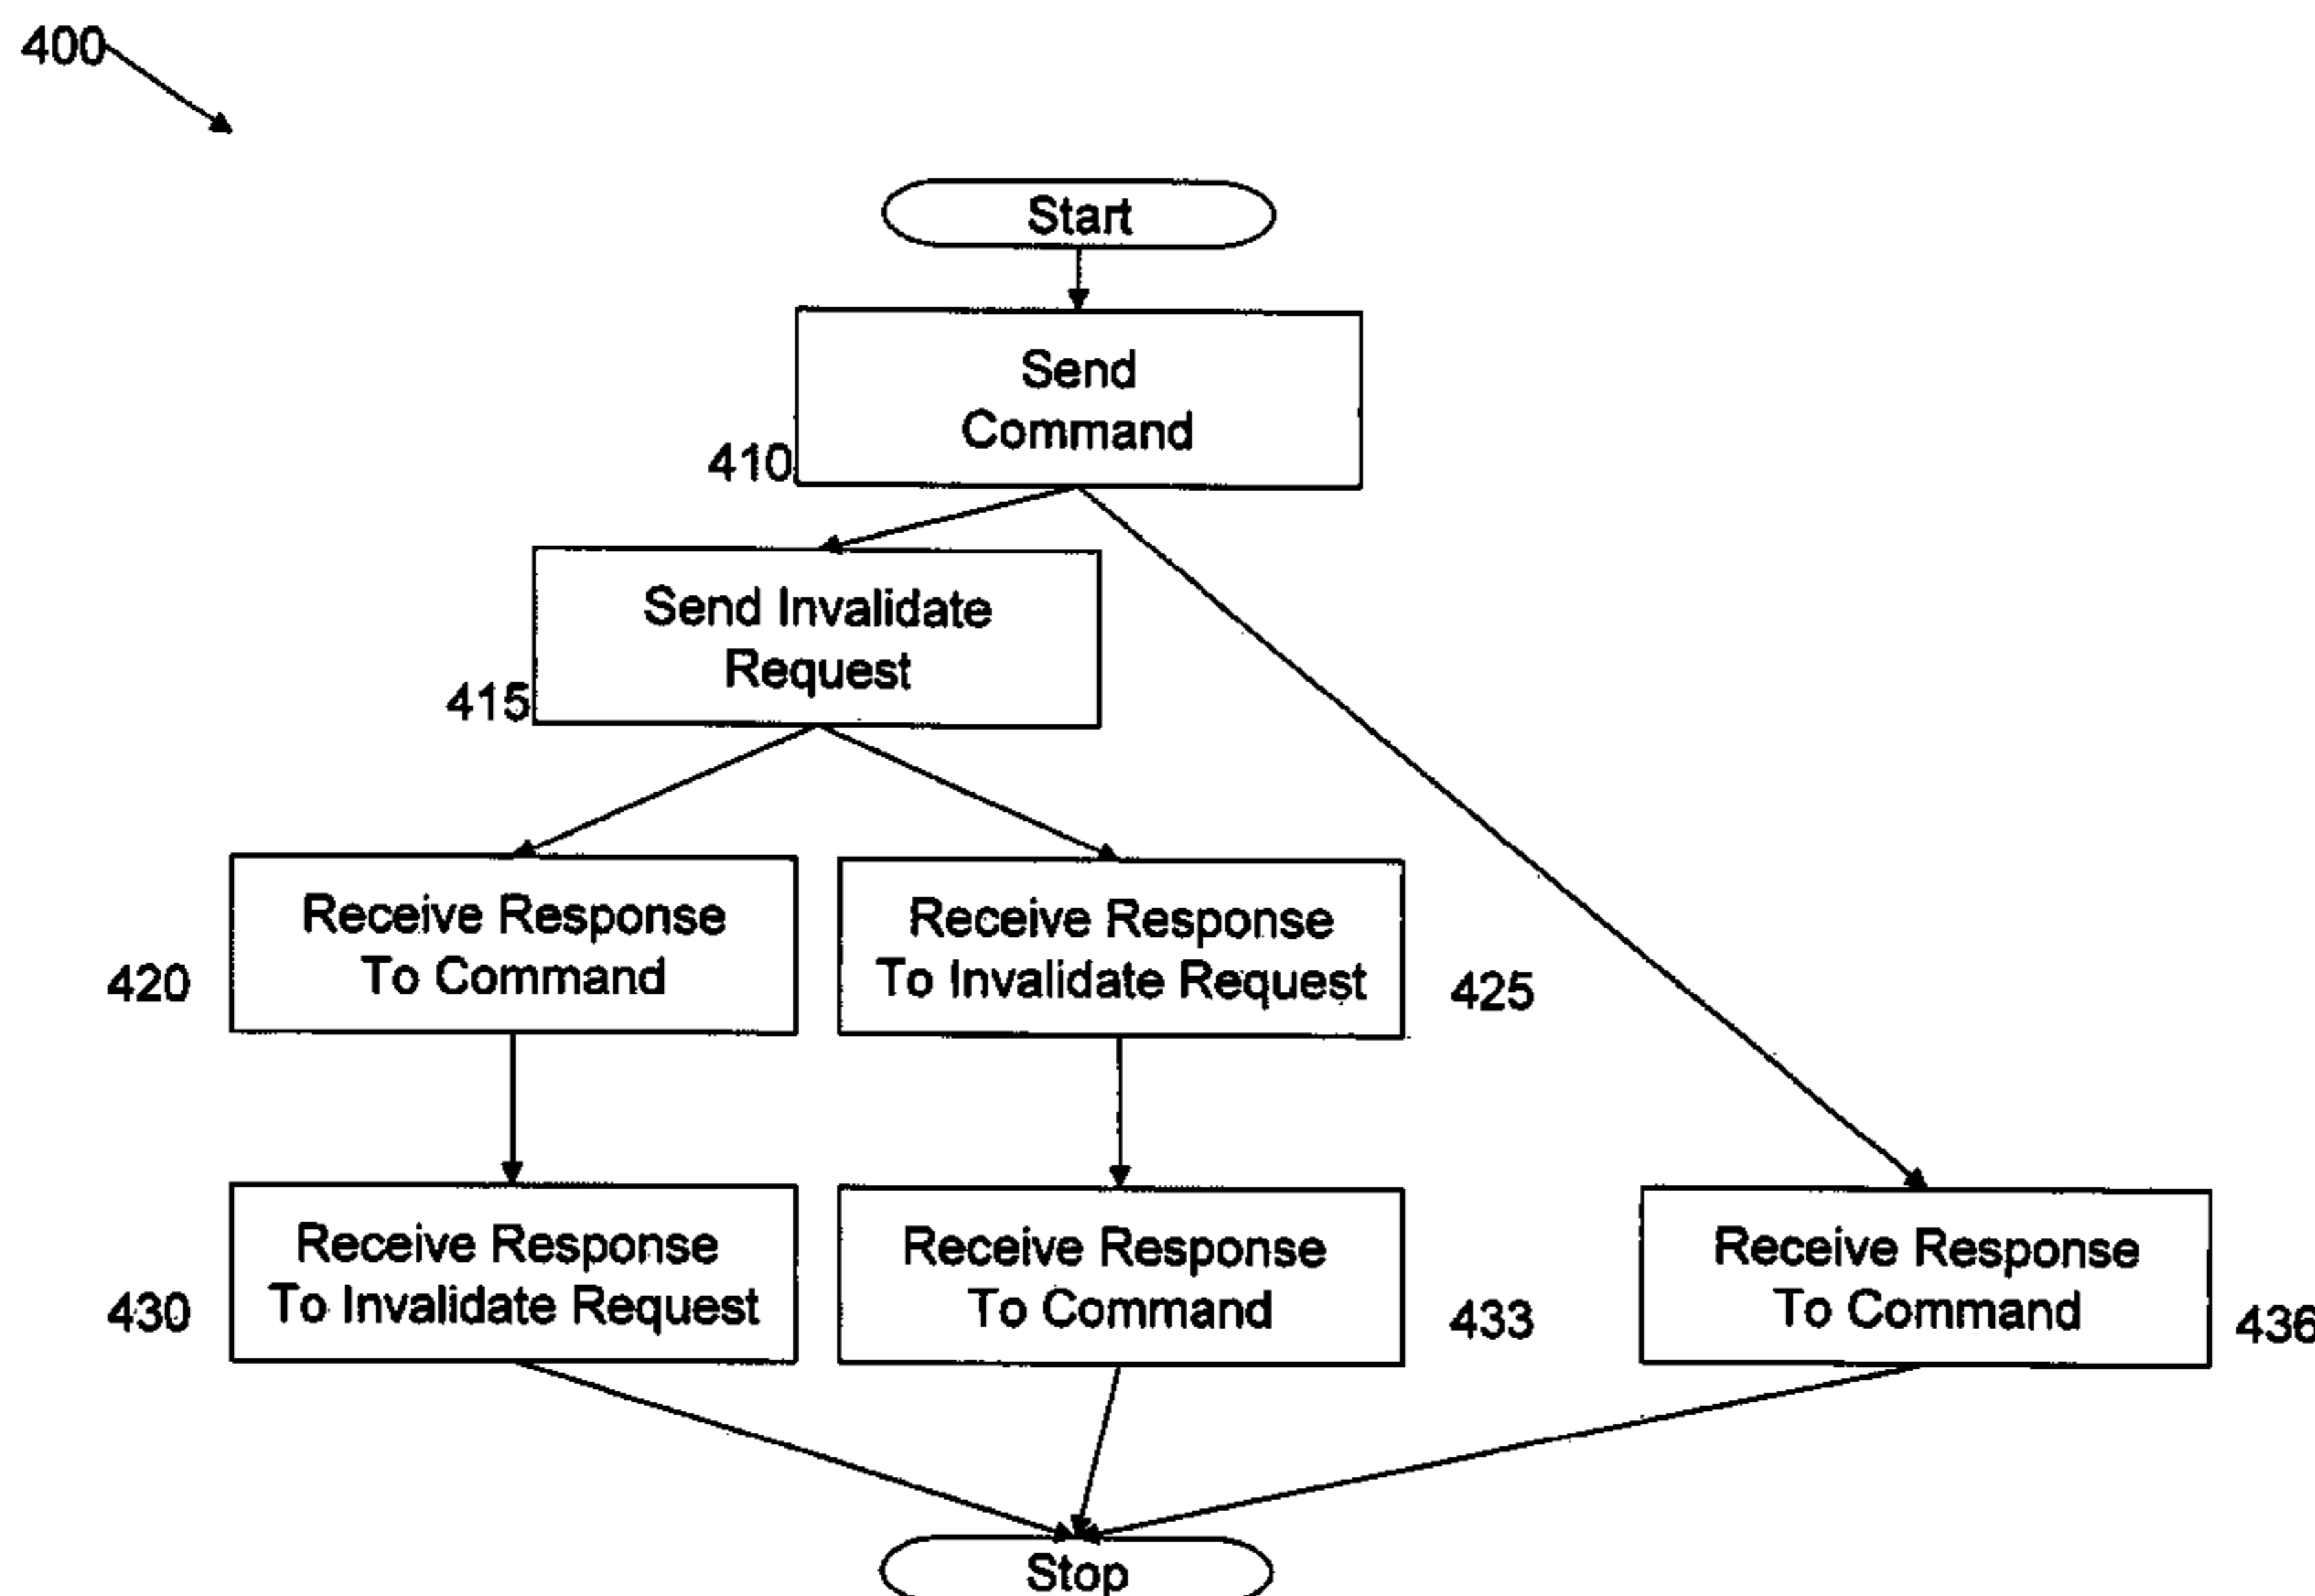 400
Start
Send
Command
410
Send Invalidate
Request
415
Receive Response
To Command
420
Receive Response
To Invalidate Request
425
Receive Response
To Invalidate Request
430
Receive Response
To Command
433
Receive Response
To Command
436
Stop